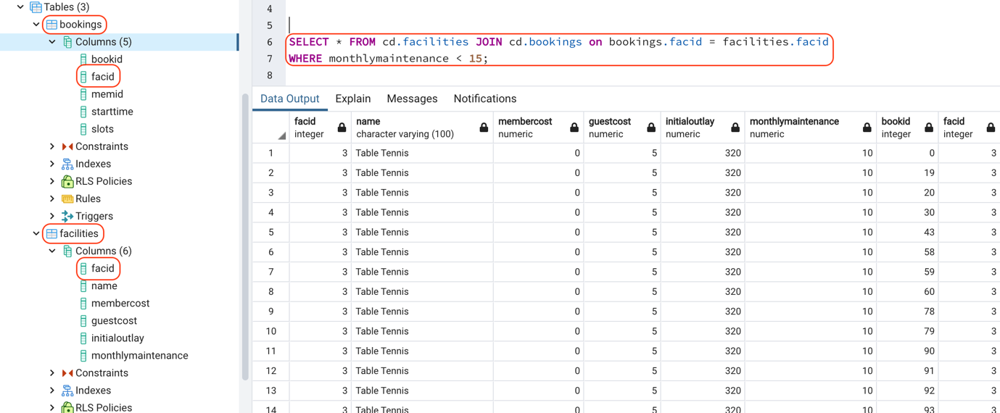 Tables (3)
bookings
Columns (5)
bookid
facid
memid
starttime
slots
Constraints
Indexes
RLS Policies
Rules
Triggers
facilities
Columns (6)
facid
name
membercost
guestcost
initialoutlay
monthlymaintenance
Constraints
Indexes
RLS Policies
4
5
6 SELECT * FROM cd.facilities JOIN cd.bookings on bookings.facid = facilities.facid
7 WHERE monthlymaintenance < 15;
8
Data Output Explain Messages Notifications
facid name membercost guestcost initialoutlay monthlymaintenance bookid facid
integer character varying (100) numeric numeric numeric numeric integer integer
1 3 Table Tennis 0 5 320 10 0 3
2 3 Table Tennis 0 5 320 10 19 3
3 3 Table Tennis 0 5 320 10 20 3
4 3 Table Tennis 0 5 320 10 30 3
5 3 Table Tennis 0 5 320 10 43 3
6 3 Table Tennis 0 5 320 10 58 3
7 3 Table Tennis 0 5 320 10 59 3
8 3 Table Tennis 0 5 320 10 60 3
9 3 Table Tennis 0 5 320 10 78 3
10 3 Table Tennis 0 5 320 10 79 3
11 3 Table Tennis 0 5 320 10 90 3
12 3 Table Tennis 0 5 320 10 91 3
13 3 Table Tennis 0 5 320 10 92 3
14 3 Table Tennis 0 5 320 10 93 3